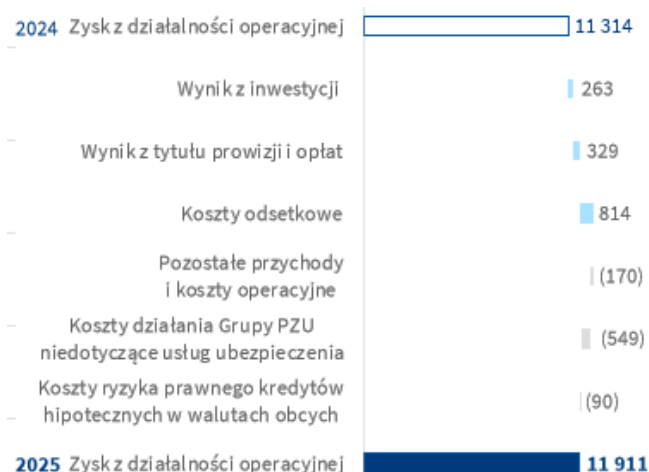 2024 Zysk z działalności operacyjnej 11 314
Wynik z inwestycji 263
Wynik z tytułu prowizji i opłat 329
Koszty odsetkowe 814
Pozostałe przychody
i koszty operacyjne (170)
Koszty działania Grupy PZU
niedotyczące usług ubezpieczenia (549)
Koszty ryzyka prawnego kredytów
hipotecznych w walutach obcych (90)
2025 Zysk z działalności operacyjnej 11 911